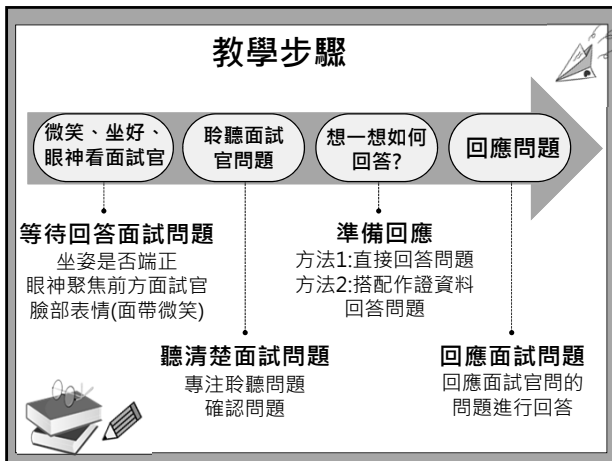 教學步驟
微笑、坐好、
眼神看面試官
聆聽面試
官問題
想一想如何
回答?
回應問題
等待回答面試問題
坐姿是否端正
眼神聚焦前方面試官
臉部表情(面帶微笑)
聽清楚面試問題
專注聆聽問題
確認問題
準備回應
方法1:直接回答問題
方法2:搭配作證資料
回答問題
回應面試問題
回應面試官問的
問題進行回答